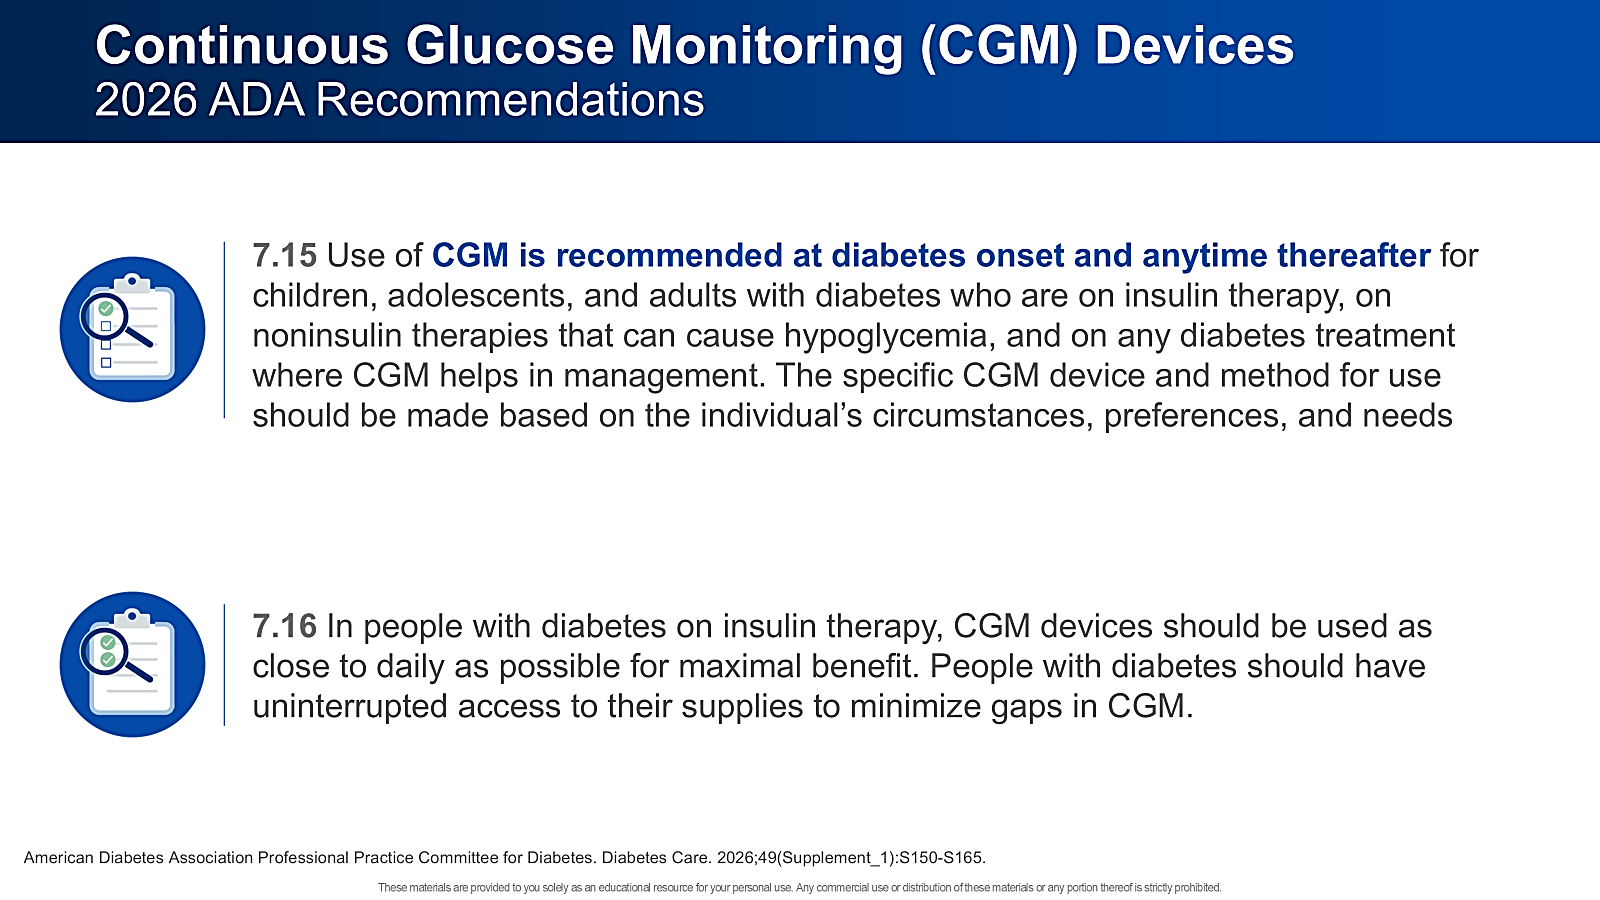 Continuous Glucose Monitoring (CGM) Devices
2026 ADA Recommendations
7.15 Use of CGM is recommended at diabetes onset and anytime thereafter for
children, adolescents, and adults with diabetes who are on insulin therapy, on
noninsulin therapies that can cause hypoglycemia, and on any diabetes treatment
where CGM helps in management. The specific CGM device and method for use
should be made based on the individual’s circumstances, preferences, and needs
7.16 In people with diabetes on insulin therapy, CGM devices should be used as
close to daily as possible for maximal benefit. People with diabetes should have
uninterrupted access to their supplies to minimize gaps in CGM.
American Diabetes Association Professional Practice Committee for Diabetes. Diabetes Care. 2026;49(Supplement_1):S150-S165.
These materials are provided to you solely as an educational resource for your personal use. Any commercial use or distribution of these materials or any portion thereof is strictly prohibited.